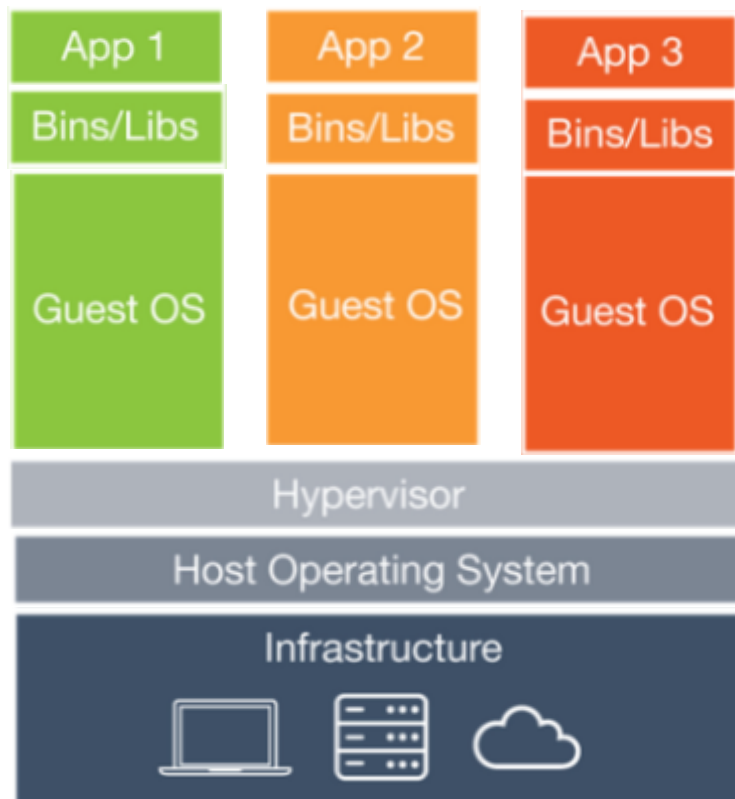 App 1
App 2
App 3
Bins/Libs
Bins/Libs
Bins/Libs
Guest OS
Guest OS
Guest OS
Hypervisor
Host Operating System
Infrastructure